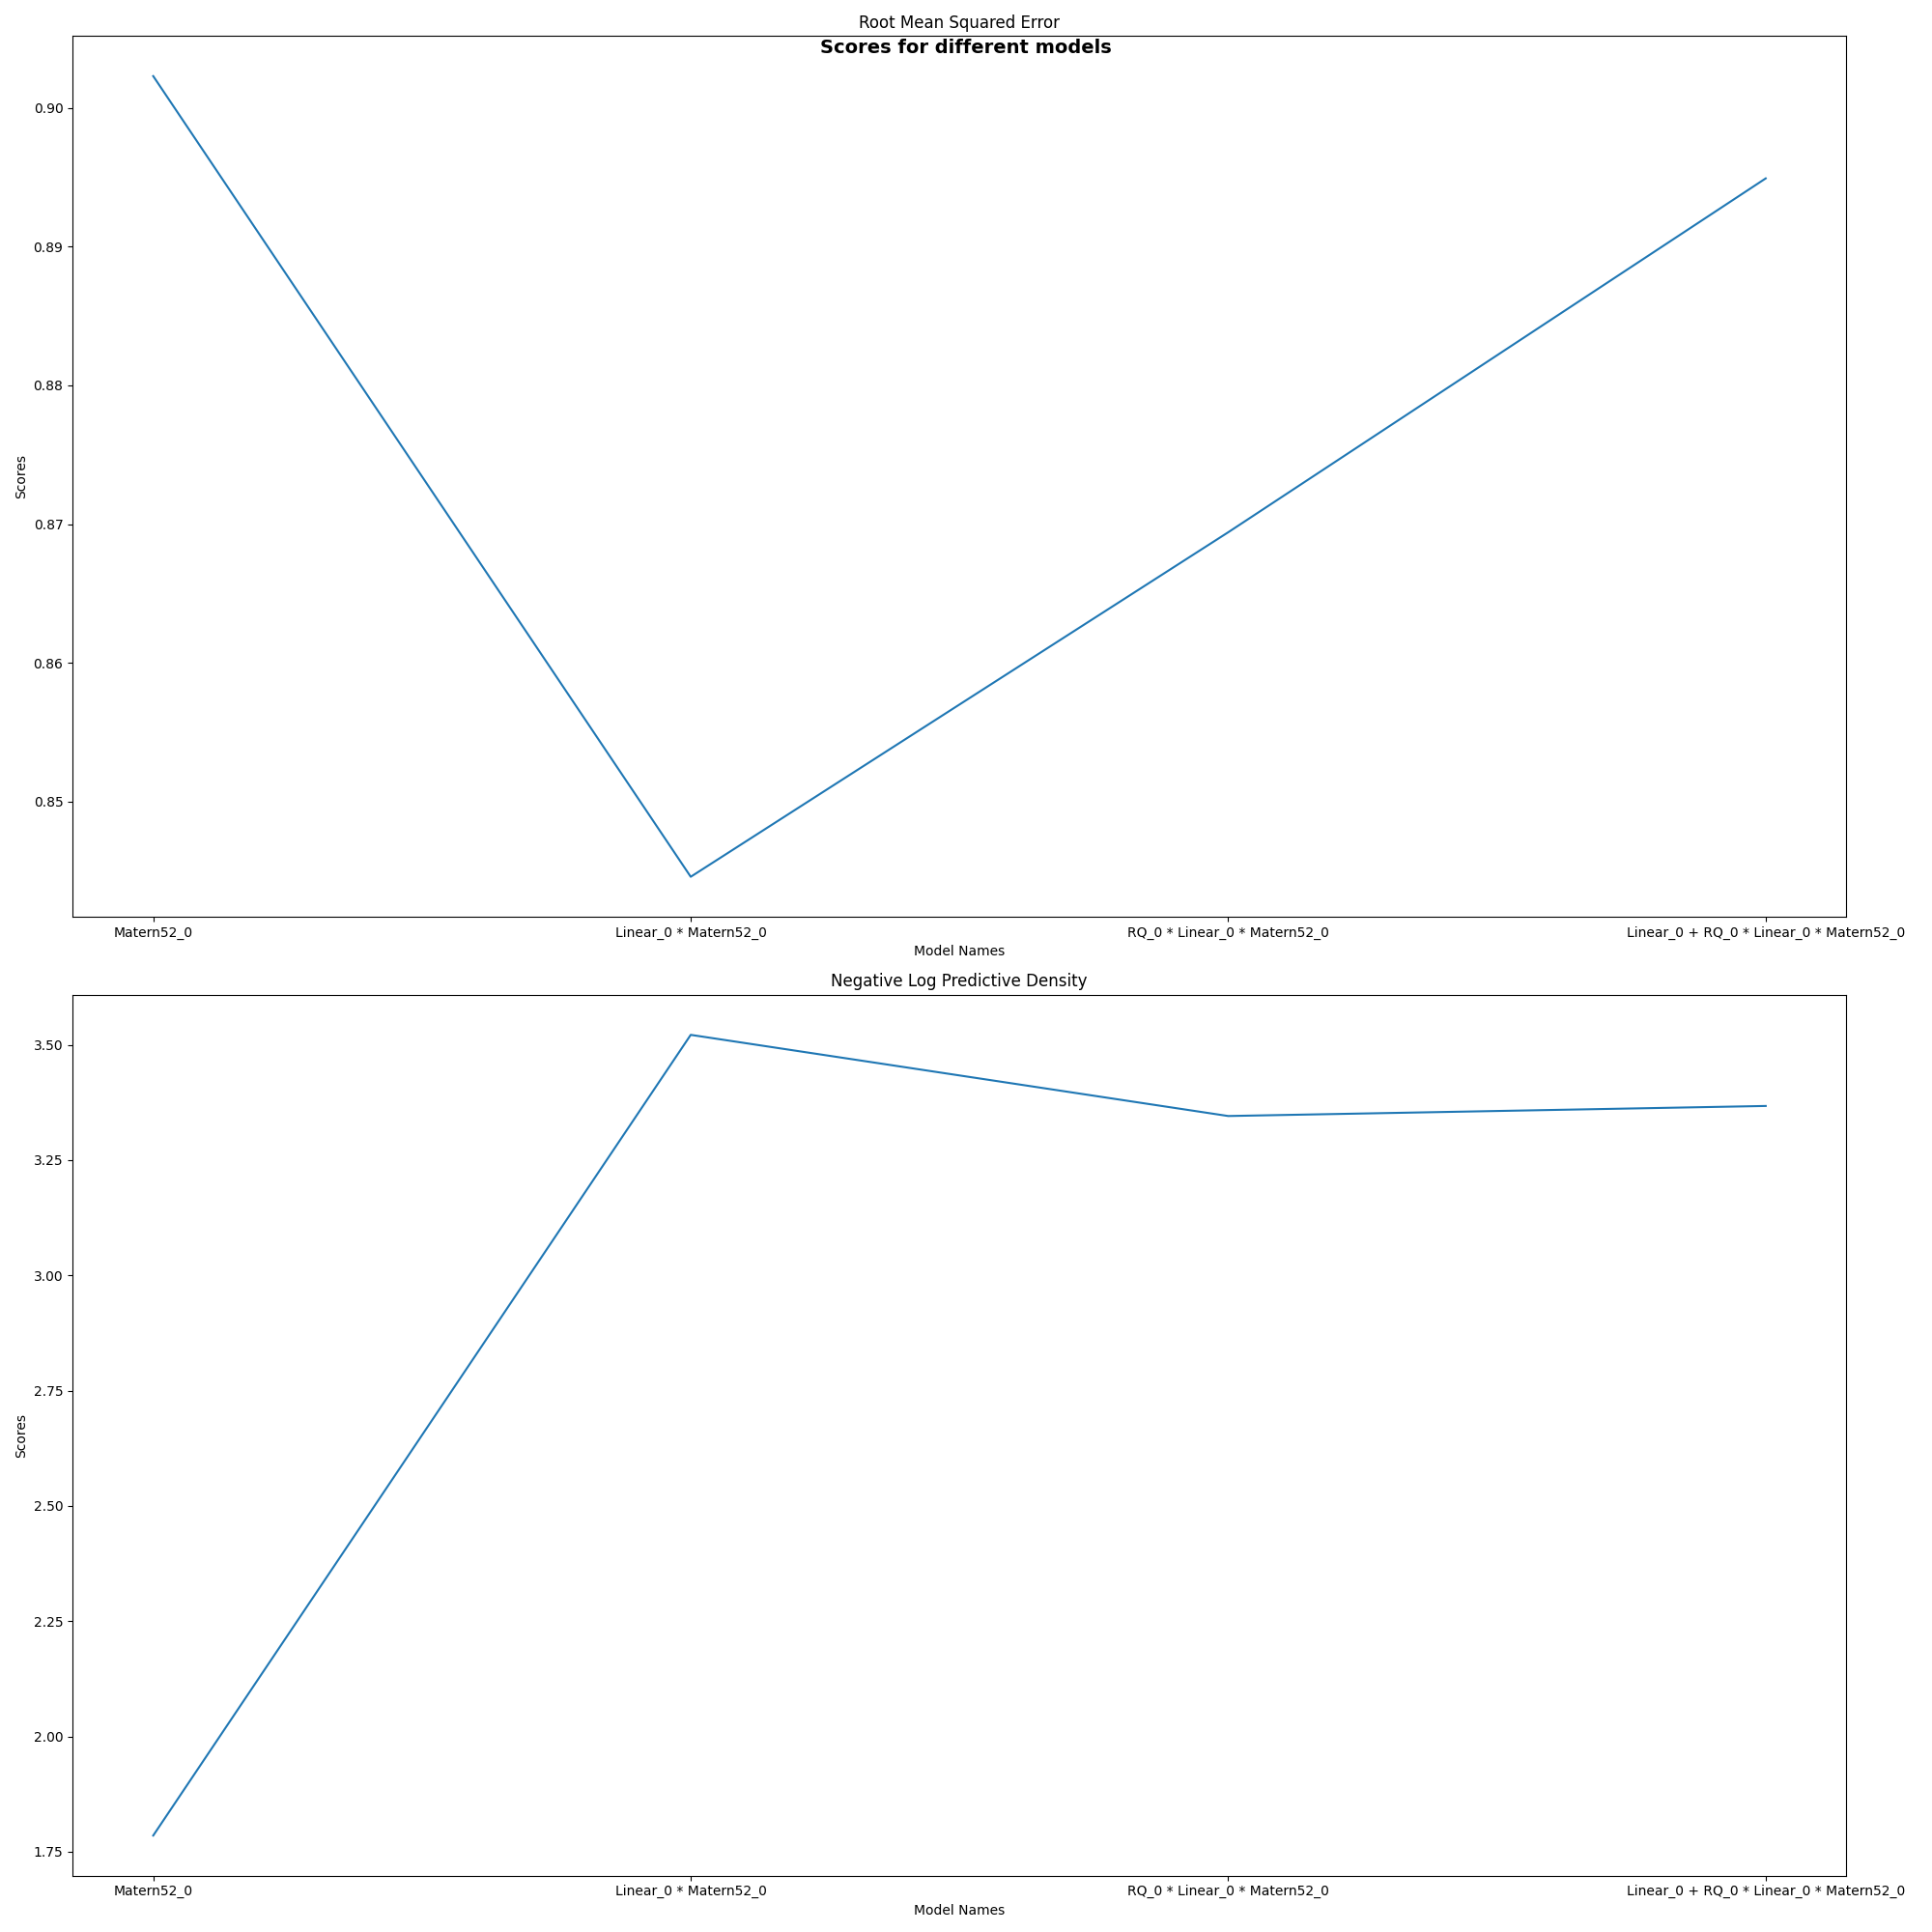 Root Mean Squared Error
Scores for different models
0.90
0.89
0.88
0.87
0.86
0.85
Scores
Matern52_0
Linear_0 * Matern52_0
RQ_0 * Linear_0 * Matern52_0
Linear_0 + RQ_0 * Linear_0 * Matern52_0
Model Names
Negative Log Predictive Density
3.50
3.25
3.00
2.75
2.50
2.25
2.00
1.75
Scores
Matern52_0
Linear_0 * Matern52_0
RQ_0 * Linear_0 * Matern52_0
Linear_0 + RQ_0 * Linear_0 * Matern52_0
Model Names